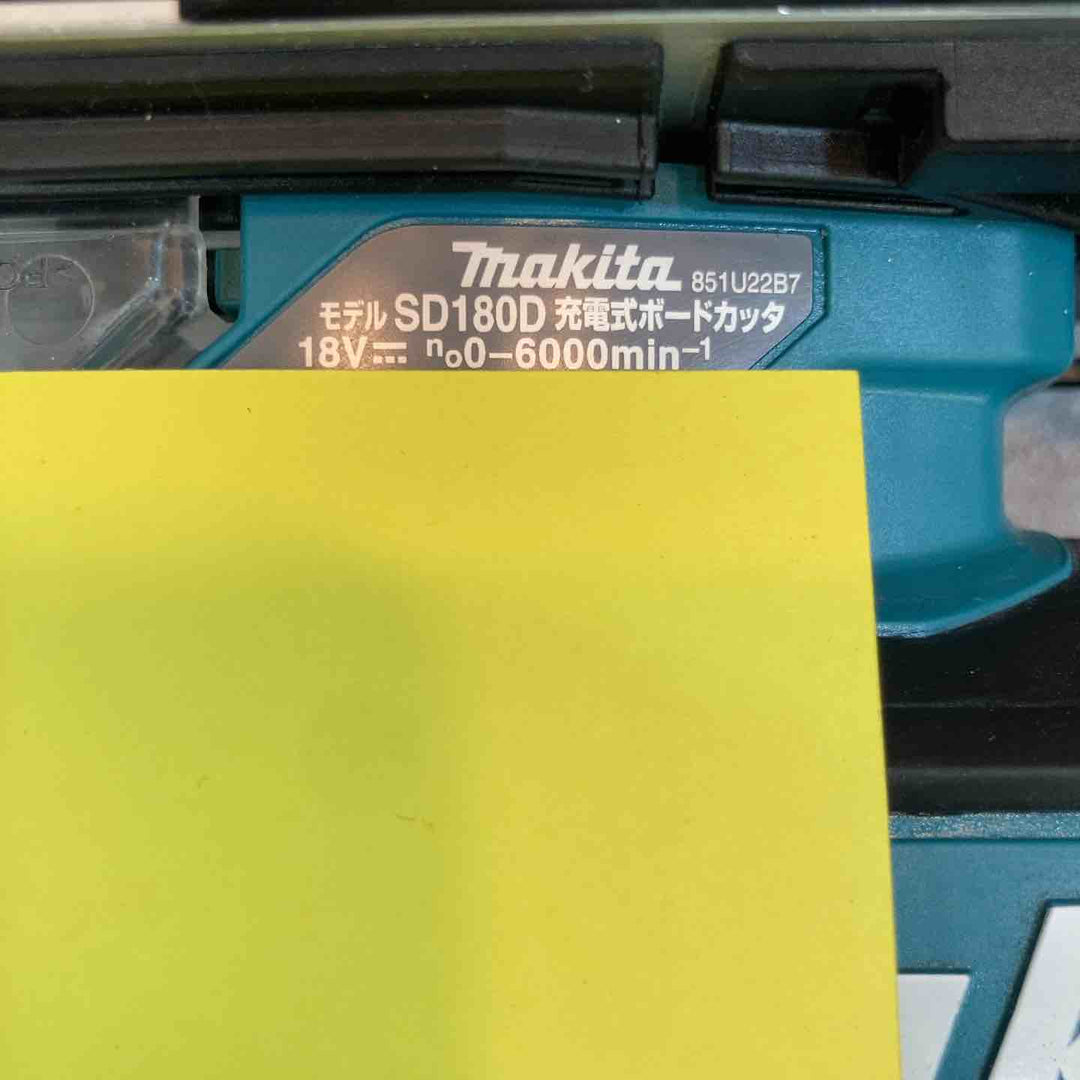 makita 851U22B7
モデル SD180D 充電式ボードカッタ
18V⎓ n₀0-6000min⁻¹